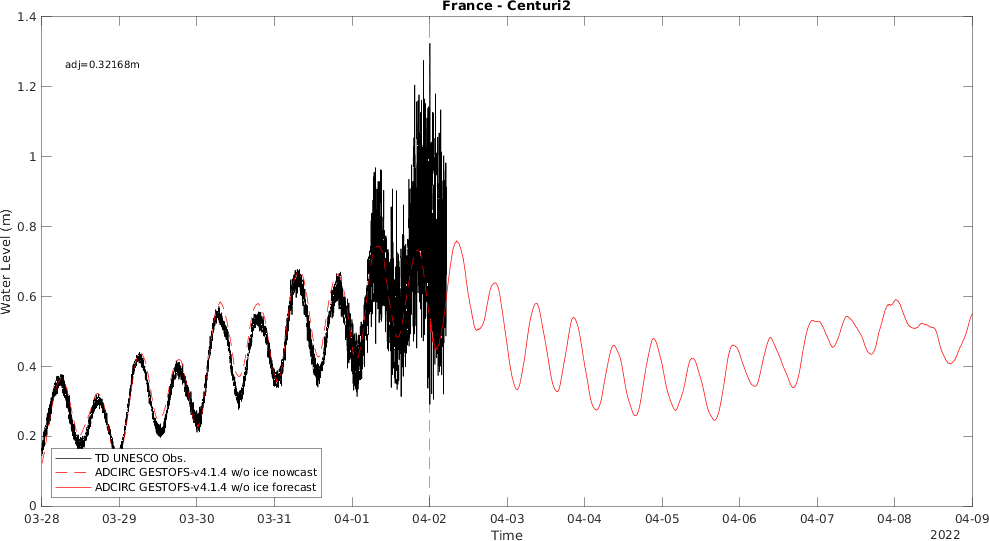 France - Centuri2
1.4
adj=0.32168m
1.2
1
0.8
0.6
0.4
0.2
0
Water Level (m)
TD UNESCO Obs.
ADCIRC GESTOFS-v4.1.4 w/o ice nowcast
ADCIRC GESTOFS-v4.1.4 w/o ice forecast
03-28 03-29 03-30 03-31 04-01 04-02 04-03 04-04 04-05 04-06 04-07 04-08 04-09
Time
2022